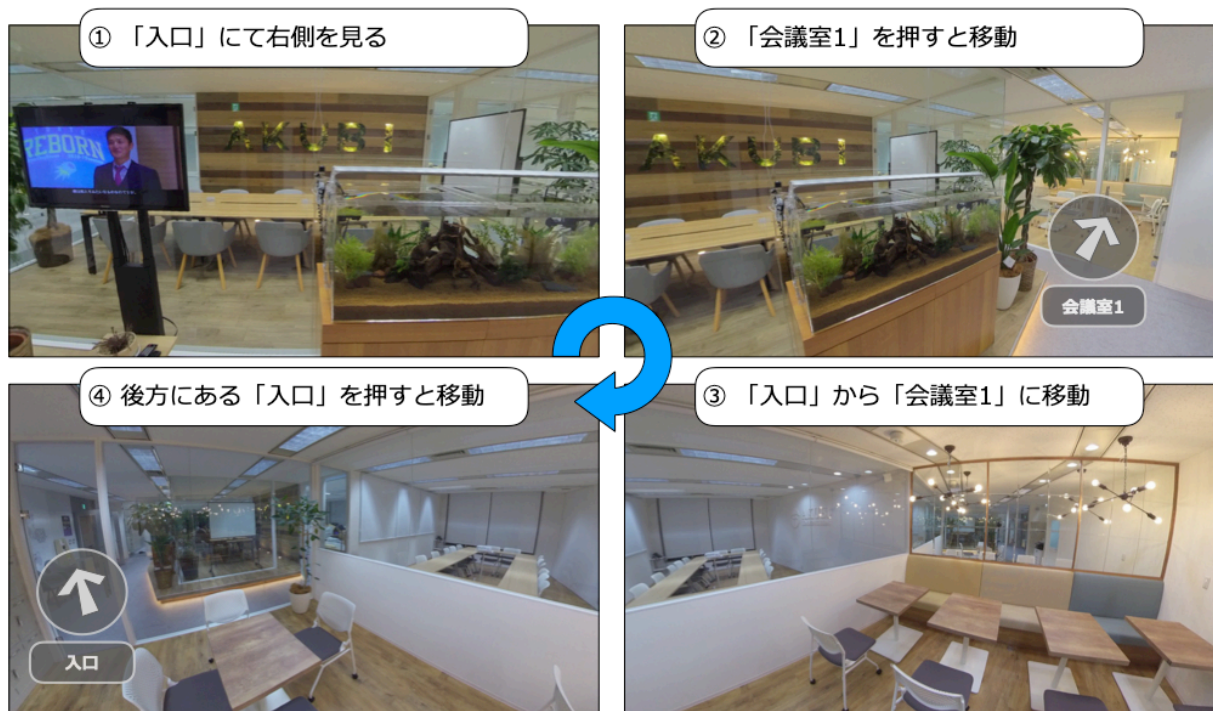 ① 「入口」にて右側を見る
② 「会議室1」を押すと移動
REBORN
AKUBI
AKUBI
会議室1
④ 後方にある「入口」を押すと移動
③ 「入口」から「会議室1」に移動
入口